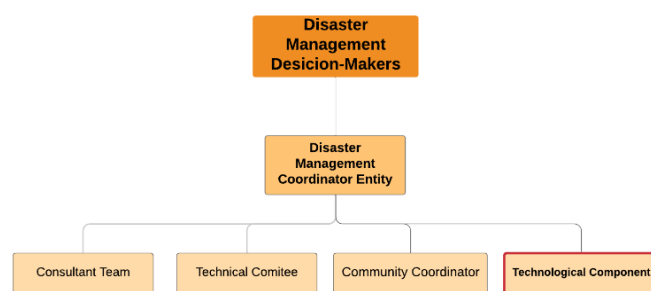 Disaster
Management
Desicion-Makers
Disaster
Management
Coordinator Entity
Consultant Team
Technical Comitee
Community Coordinator
Technological Component